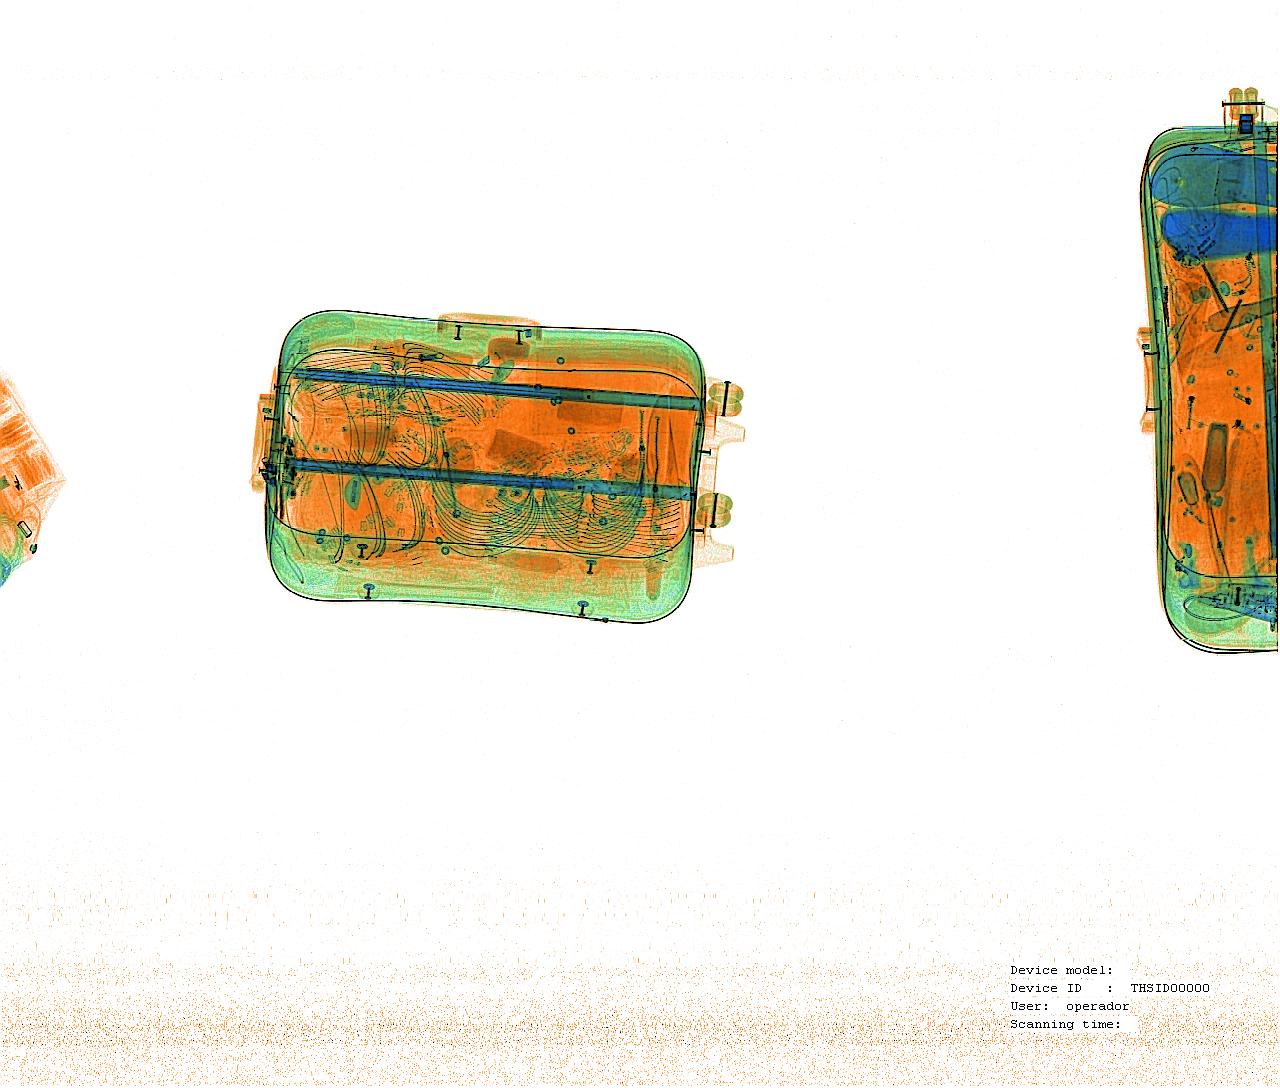 Device model:
Device ID   :  THSID00000
User:  operador
Scanning time: